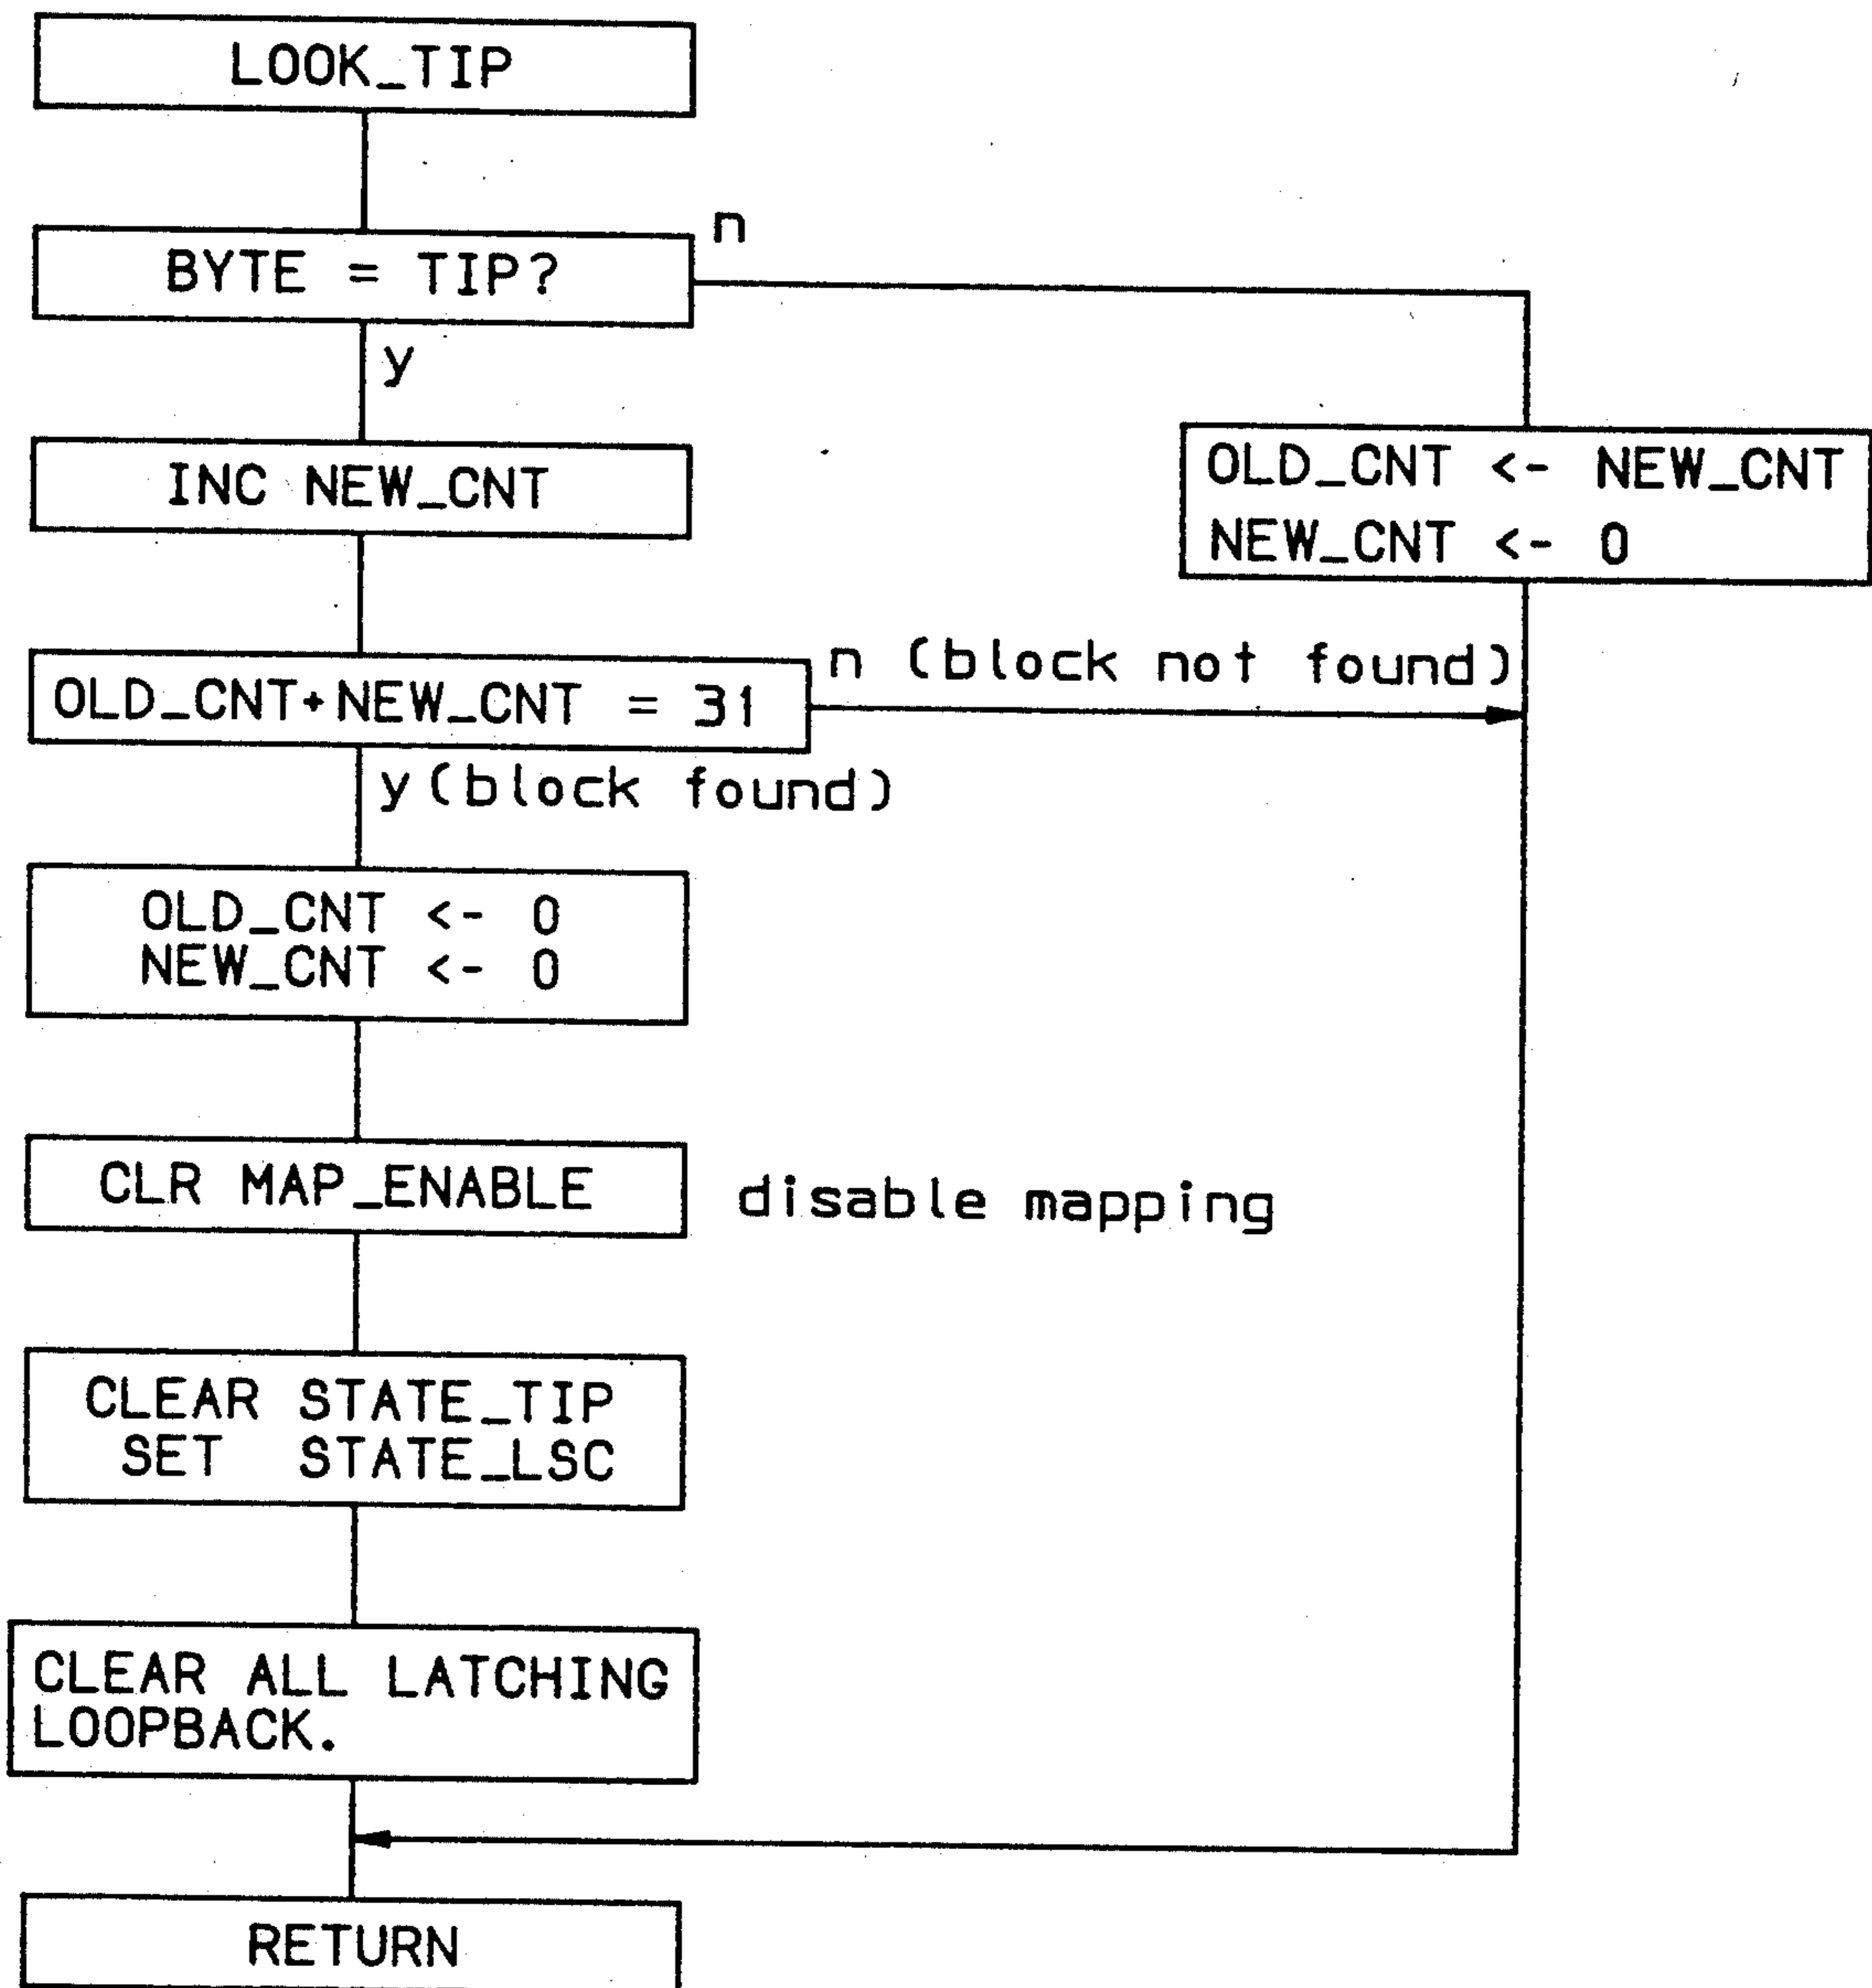 LOOK_TIP
BYTE = TIP?
n
y
INC NEW_CNT
OLD_CNT <- NEW_CNT
NEW_CNT <- 0
OLD_CNT+NEW_CNT = 31
n (block not found)
y(block found)
OLD_CNT <- 0
NEW_CNT <- 0
CLR MAP_ENABLE
disable mapping
CLEAR STATE_TIP
SET STATE_LSC
CLEAR ALL LATCHING
LOOPBACK.
RETURN